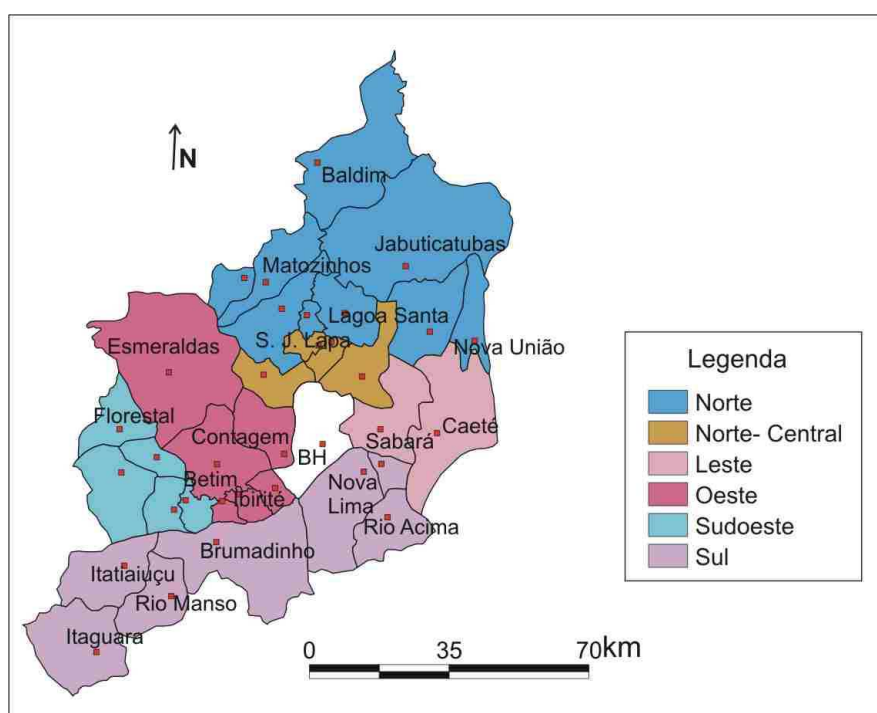 N
Baldim
Jabuticatubas
Matozinhos
Lagoa Santa
S. J. Lapa
Nova União
Esmeraldas
Florestal
Contagem
Sabará
Caeté
BH
Betim
Ibirité
Nova
Lima
Rio Acima
Brumadinho
Itatiaiuçu
Rio Manso
Itaguara
Legenda
Norte
Norte- Central
Leste
Oeste
Sudoeste
Sul
0 35 70km